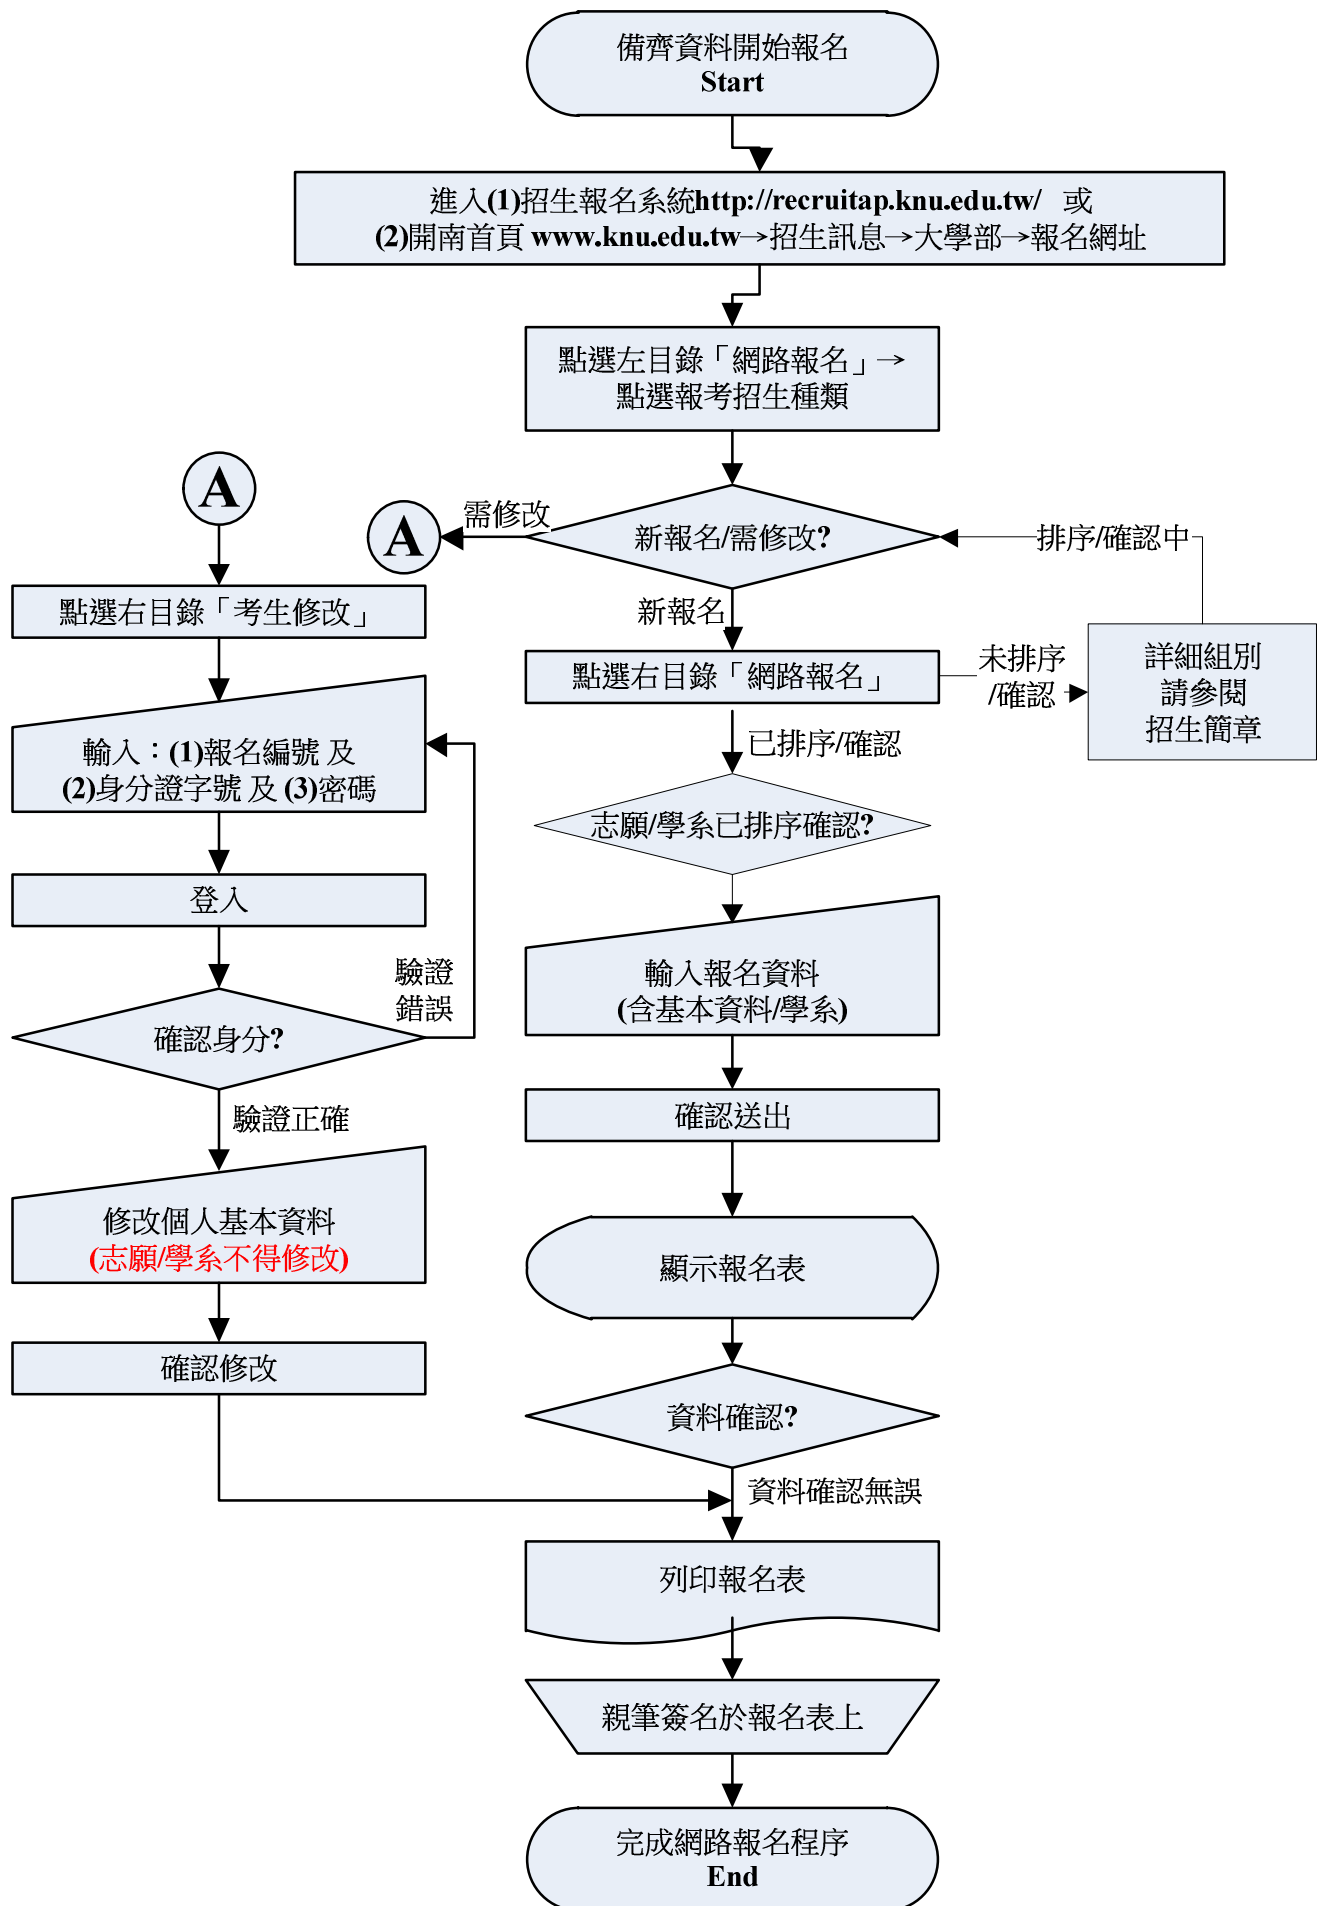 備齊資料開始報名
Start
進入(1)招生報名系統http://recruitap.knu.edu.tw/ 或
(2)開南首頁 www.knu.edu.tw→招生訊息→大學部→報名網址
點選左目錄「網路報名」→
點選報考招生種類
新報名/需修改?
需修改
A
A
點選右目錄「考生修改」
輸入：(1)報名編號 及
(2)身分證字號 及 (3)密碼
登入
確認身分?
驗證
錯誤
驗證正確
修改個人基本資料
(志願/學系不得修改)
確認修改
新報名
點選右目錄「網路報名」
未排序
/確認
詳細組別
請參閱
招生簡章
排序/確認中
已排序/確認
志願/學系已排序確認?
輸入報名資料
(含基本資料/學系)
確認送出
顯示報名表
資料確認?
資料確認無誤
列印報名表
親筆簽名於報名表上
完成網路報名程序
End